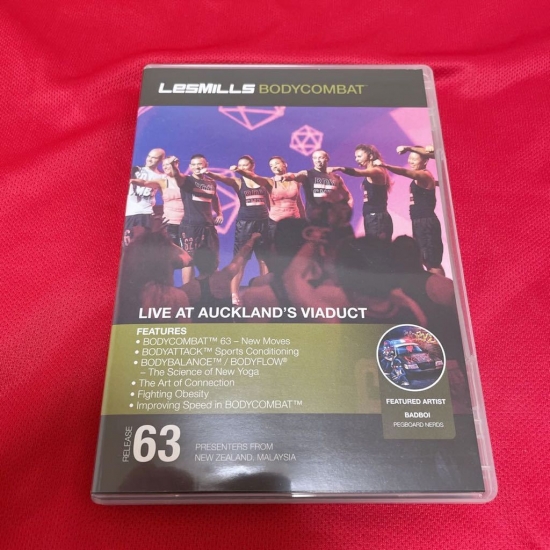 LesMILLS BODYCOMBAT™
LIVE AT AUCKLAND'S VIADUCT
FEATURES
• BODYCOMBAT™ 63 – New Moves
• BODYATTACK™ Sports Conditioning
• BODYBALANCE™ / BODYFLOW®
– The Science of New Yoga
• The Art of Connection
• Fighting Obesity
• Improving Speed in BODYCOMBAT™
FEATURED ARTIST
BADBOI
PEGBOARD NERDS
RELEASE
63
PRESENTERS FROM
NEW ZEALAND, MALAYSIA